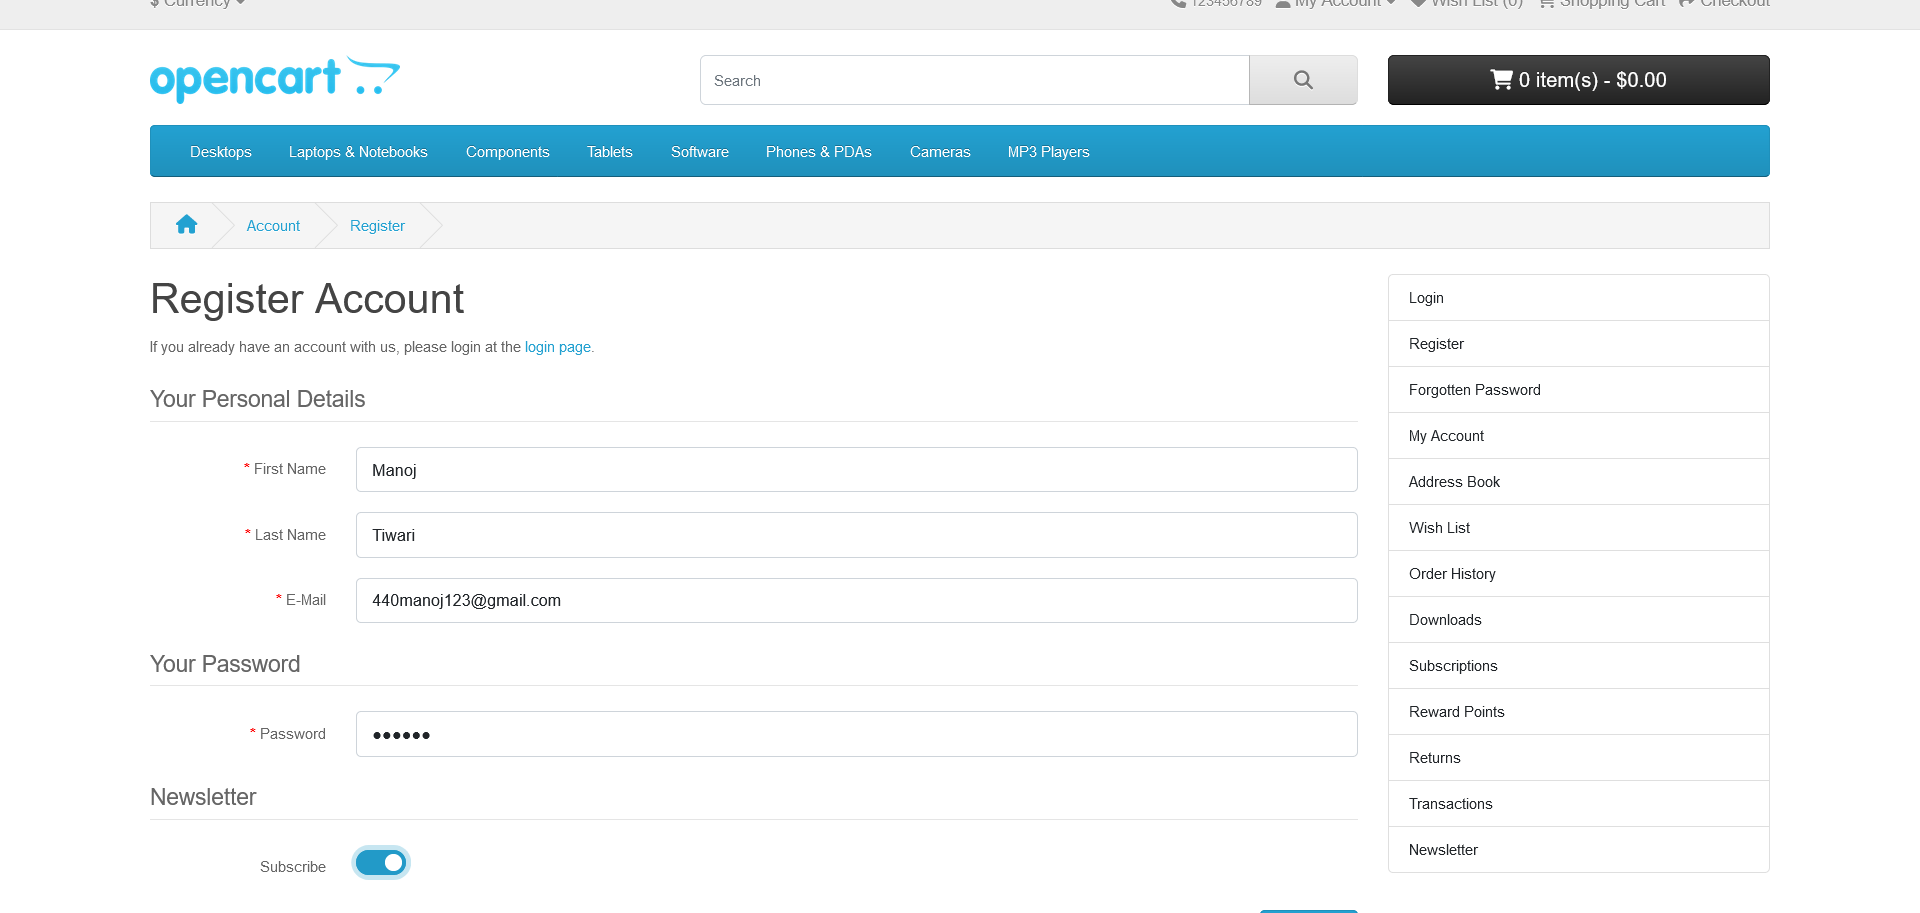 $ Currency
123456789 My Account Wish List (0) Shopping Cart Checkout
opencart
Search
0 item(s) - $0.00
Desktops Laptops & Notebooks Components Tablets Software Phones & PDAs Cameras MP3 Players
Account Register
Register Account
If you already have an account with us, please login at the login page.
Your Personal Details
* First Name Manoj
* Last Name Tiwari
* E-Mail 440manoj123@gmail.com
Your Password
* Password ●●●●●●
Newsletter
Subscribe
Login
Register
Forgotten Password
My Account
Address Book
Wish List
Order History
Downloads
Subscriptions
Reward Points
Returns
Transactions
Newsletter